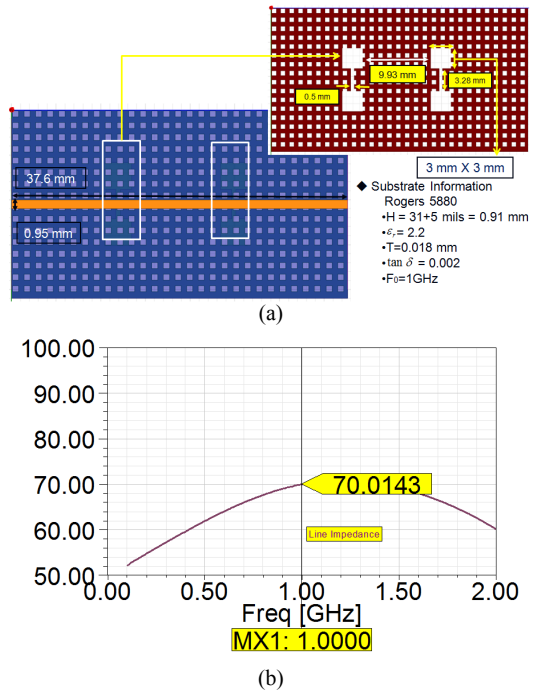 9.93 mm
0.5 mm
3.28 mm
3 mm X 3 mm
37.6 mm
0.95 mm
◆ Substrate Information
Rogers 5880
•H = 31+5 mils = 0.91 mm
•εr= 2.2
•T=0.018 mm
•tan δ = 0.002
•F0=1GHz
(a)
100.00
90.00
80.00
70.00
60.00
50.00
70.0143
Line Impedance
0.00 0.50 1.00 1.50 2.00
Freq [GHz]
MX1: 1.0000
(b)